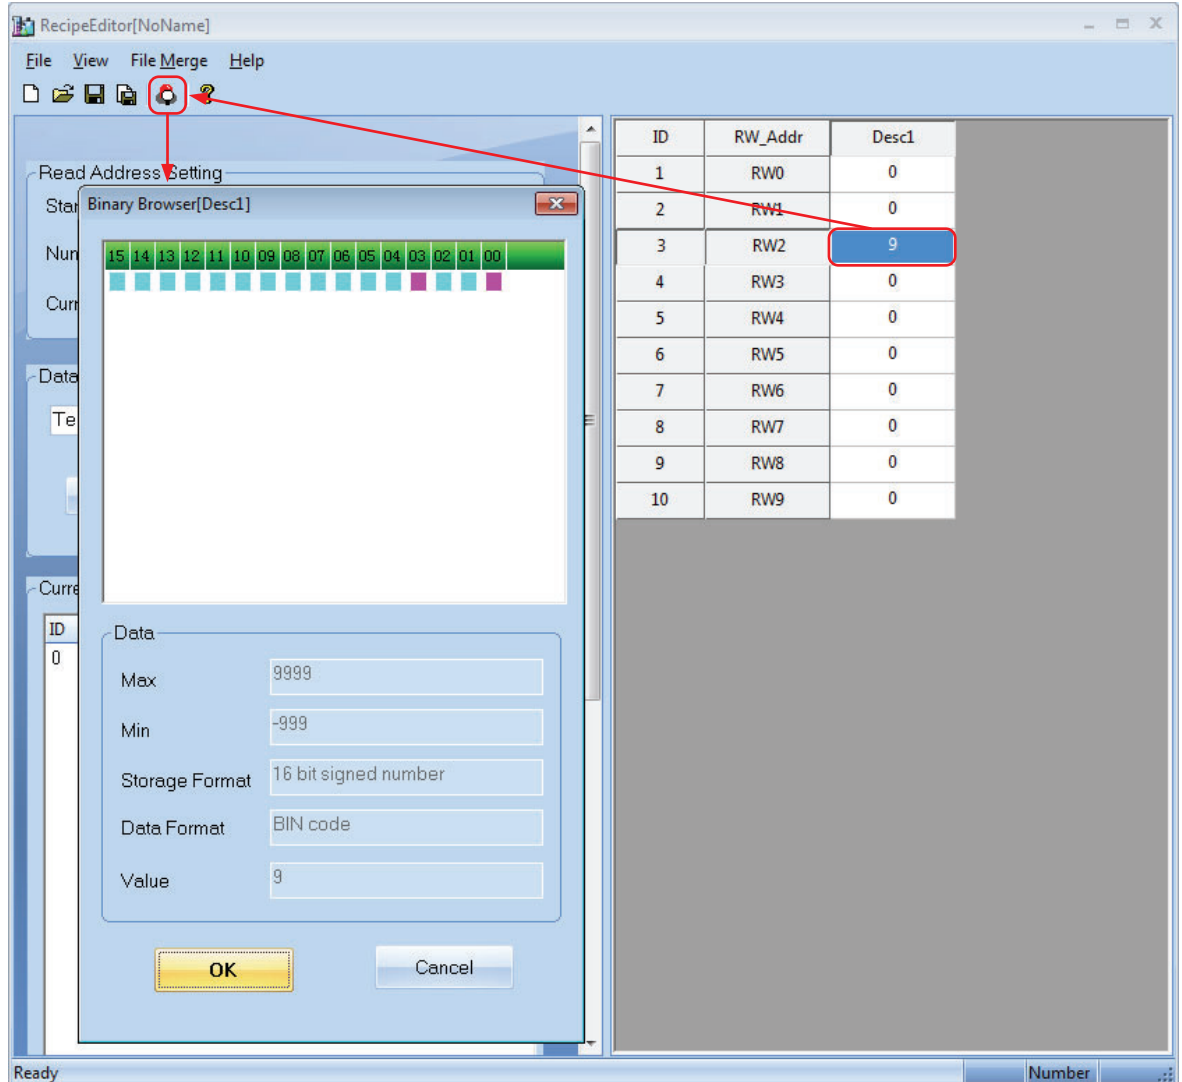 RecipeEditor[NoName]
File View File Merge Help
Read Address Setting
Star
Num
Curr
Data
Te
Curre
ID
0
Binary Browser[Desc1]
15 14 13 12 11 10 09 08 07 06 05 04 03 02 01 00
Data
Max 9999
Min -999
Storage Format 16 bit signed number
Data Format BIN code
Value 9
OK Cancel
ID RW_Addr Desc1
1 RW0 0
2 RW1 0
3 RW2 9
4 RW3 0
5 RW4 0
6 RW5 0
7 RW6 0
8 RW7 0
9 RW8 0
10 RW9 0
Ready Number